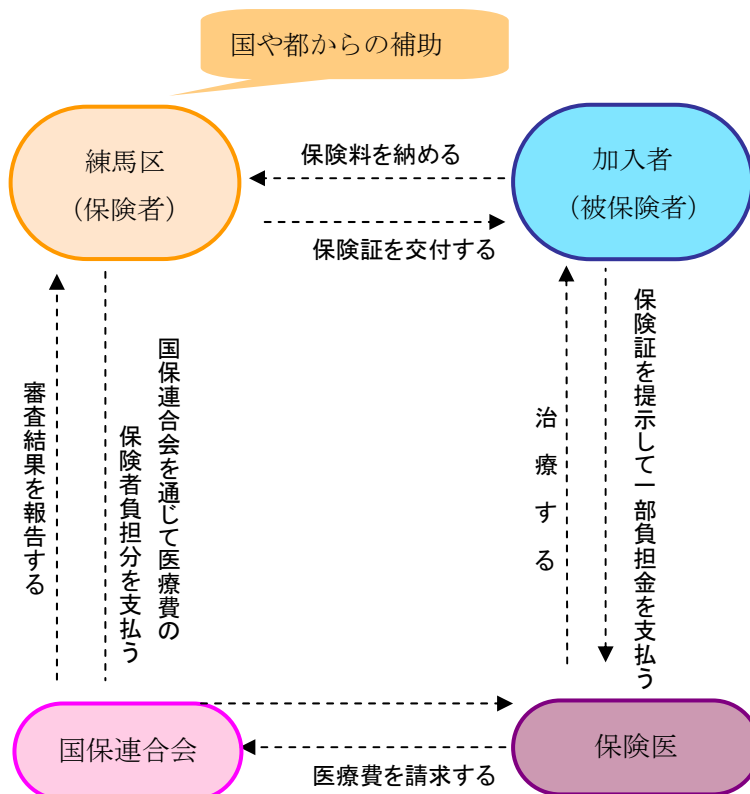 国や都からの補助
練馬区
（保険者）
保険料を納める
加入者
（被保険者）
保険証を交付する
審査結果を報告する
国保連合会を通じて医療費の
保険者負担分を支払う
治療する
保険証を提示して一部負担金を支払う
国保連合会
保険医
医療費を請求する